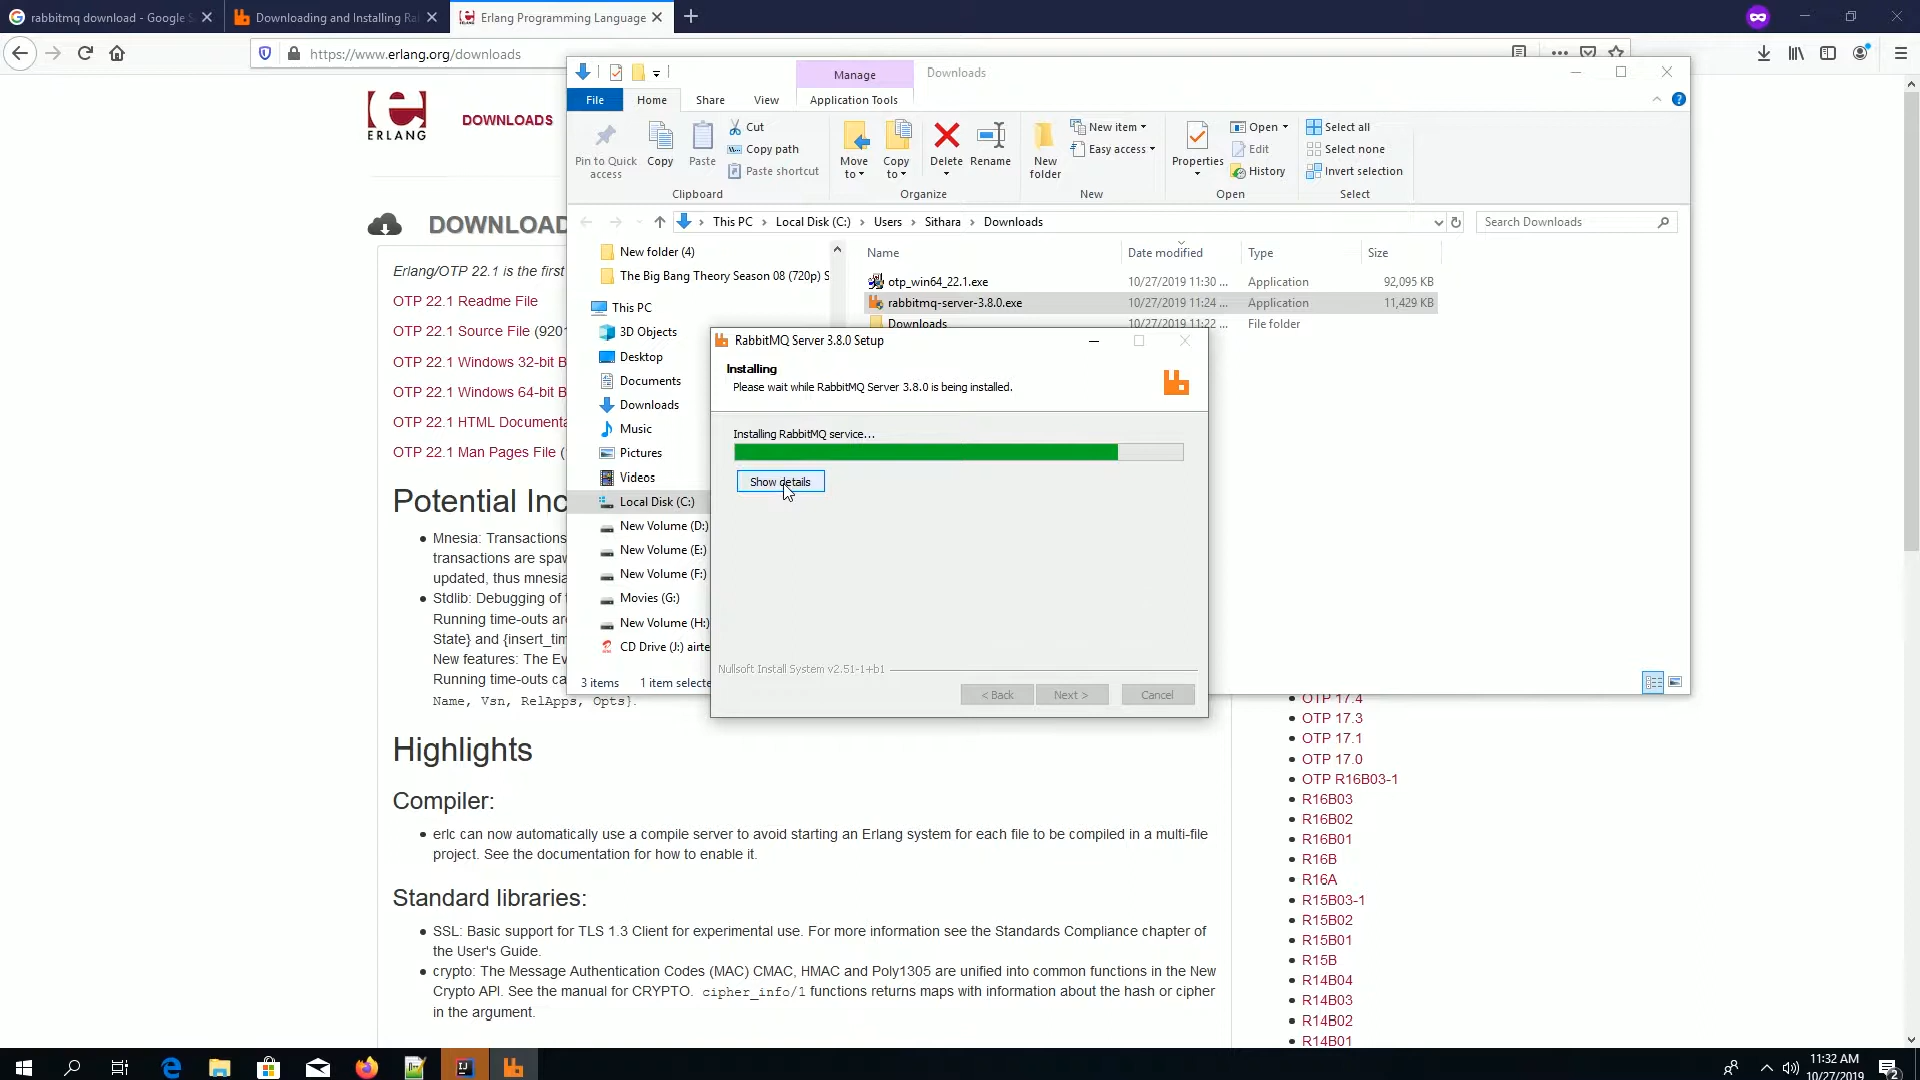 rabbitmq download - Google S
Downloading and Installing Ra
Erlang Programming Language
https://www.erlang.org/downloads
ERLANG
DOWNLOADS
DOWNLOAD
Erlang/OTP 22.1 is the first
OTP 22.1 Readme File
OTP 22.1 Source File (9201
OTP 22.1 Windows 32-bit B
OTP 22.1 Windows 64-bit B
OTP 22.1 HTML Documenta
OTP 22.1 Man Pages File (
Potential Inc
Mnesia: Transactions
transactions are spaw
updated, thus mnesia
Stdlib: Debugging of t
Running time-outs are
State} and {insert_tim
New features: The Ev
Running time-outs ca
Name, Vsn, RelApps, Opts}.
Highlights
Compiler:
erlc can now automatically use a compile server to avoid starting an Erlang system for each file to be compiled in a multi-file
project. See the documentation for how to enable it.
Standard libraries:
SSL: Basic support for TLS 1.3 Client for experimental use. For more information see the Standards Compliance chapter of
the User's Guide.
crypto: The Message Authentication Codes (MAC) CMAC, HMAC and Poly1305 are unified into common functions in the New
Crypto API. See the manual for CRYPTO. cipher_info/1 functions returns maps with information about the hash or cipher
in the argument.
Manage
Downloads
File
Home
Share
View
Application Tools
Pin to Quick
access
Copy
Paste
Cut
Copy path
Paste shortcut
Clipboard
Move
to
Copy
to
Delete
Rename
Organize
New
folder
New item
Easy access
New
Properties
Open
Edit
History
Open
Select all
Select none
Invert selection
Select
This PC > Local Disk (C:) > Users > Sithara > Downloads
Search Downloads
New folder (4)
The Big Bang Theory Season 08 (720p) S
This PC
3D Objects
Desktop
Documents
Downloads
Music
Pictures
Videos
Local Disk (C:)
New Volume (D:)
New Volume (E:)
New Volume (F:)
Movies (G:)
New Volume (H:)
CD Drive (J:) airte
3 items
1 item selecte
Name
Date modified
Type
Size
otp_win64_22.1.exe 10/27/2019 11:30 ... Application 92,095 KB
rabbitmq-server-3.8.0.exe 10/27/2019 11:24 ... Application 11,429 KB
Downloads 10/27/2019 11:22 ... File folder
RabbitMQ Server 3.8.0 Setup
Installing
Please wait while RabbitMQ Server 3.8.0 is being installed.
Installing RabbitMQ service...
Show details
Nullsoft Install System v2.51-1+b1
< Back
Next >
Cancel
OTP 17.4
OTP 17.3
OTP 17.1
OTP 17.0
OTP R16B03-1
R16B03
R16B02
R16B01
R16B
R16A
R15B03-1
R15B02
R15B01
R15B
R14B04
R14B03
R14B02
R14B01
11:32 AM
10/27/2019
2